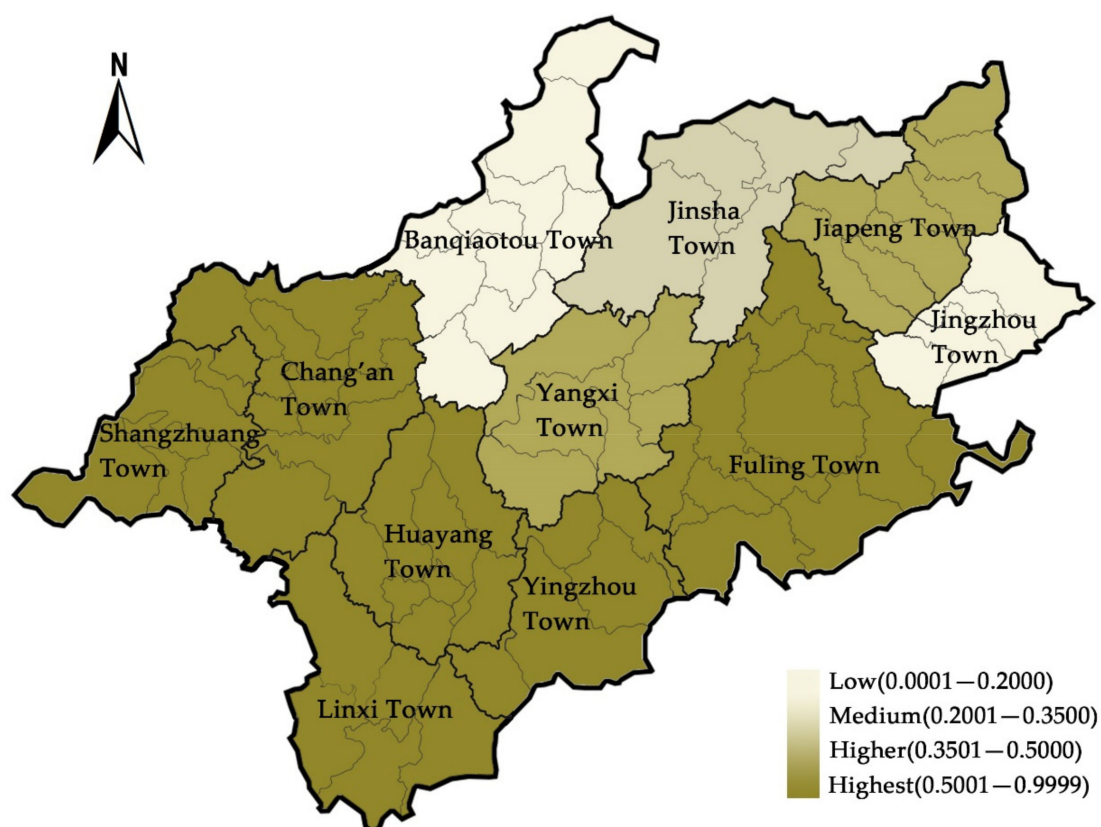 N
Jinsha
Town
Jiapeng Town
Banqiaotou Town
Jingzhou
Town
Chang’an
Town
Yangxi
Town
Shangzhuang
Town
Fuling Town
Huayang
Town
Yingzhou
Town
Linxi Town
Low(0.0001—0.2000)
Medium(0.2001—0.3500)
Higher(0.3501—0.5000)
Highest(0.5001—0.9999)